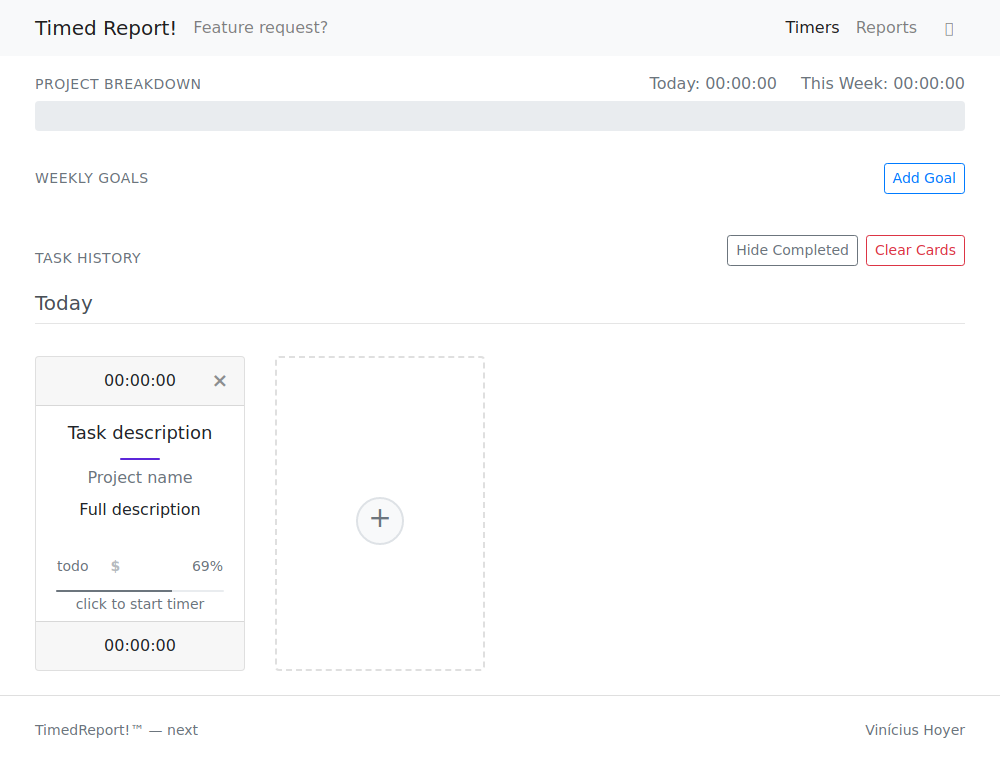 Timed Report! Feature request? Timers Reports
PROJECT BREAKDOWN Today: 00:00:00 This Week: 00:00:00
WEEKLY GOALS Add Goal
TASK HISTORY Hide Completed Clear Cards
Today
00:00:00 ×
Task description
Project name
Full description
+
todo $ 69%
click to start timer
00:00:00
TimedReport!™ — next Vinícius Hoyer